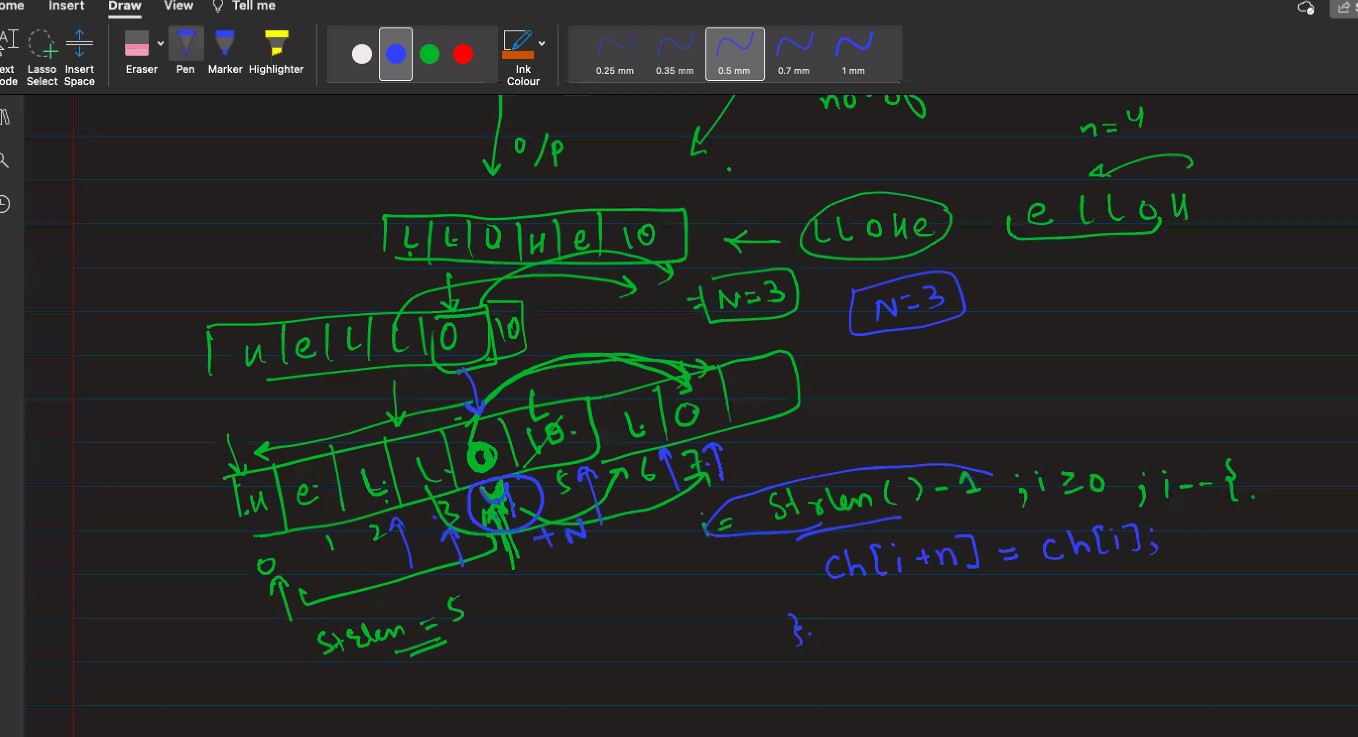 ome Insert Draw View Tell me
ext ode Lasso Select Insert Space Eraser Pen Marker Highlighter Ink Colour 0.25 mm 0.35 mm 0.5 mm 0.7 mm 1 mm
no. of
n=4
O/p
L L O H e \0
LLOHe
elloH
N=3
N=3
H e L L O \0
L
H e L L O L O
0 1 2 3 4 5 6 7
+N
i = strlen()-1 ; i≥0 ; i--{.
ch[i+n] = ch[i];
strlen = 5
}.